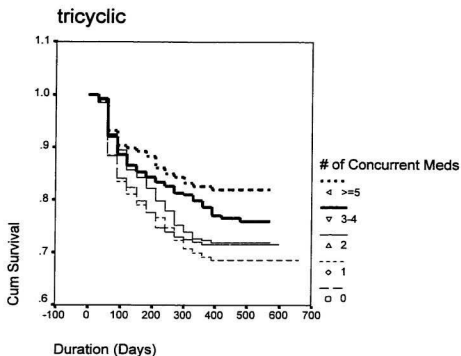 tricyclic
1.1
1.0
.9
.8
.7
.6
-100 0 100 200 300 400 500 600 700
Cum Survival
Duration (Days)
# of Concurrent Meds
>=5
3-4
2
1
0